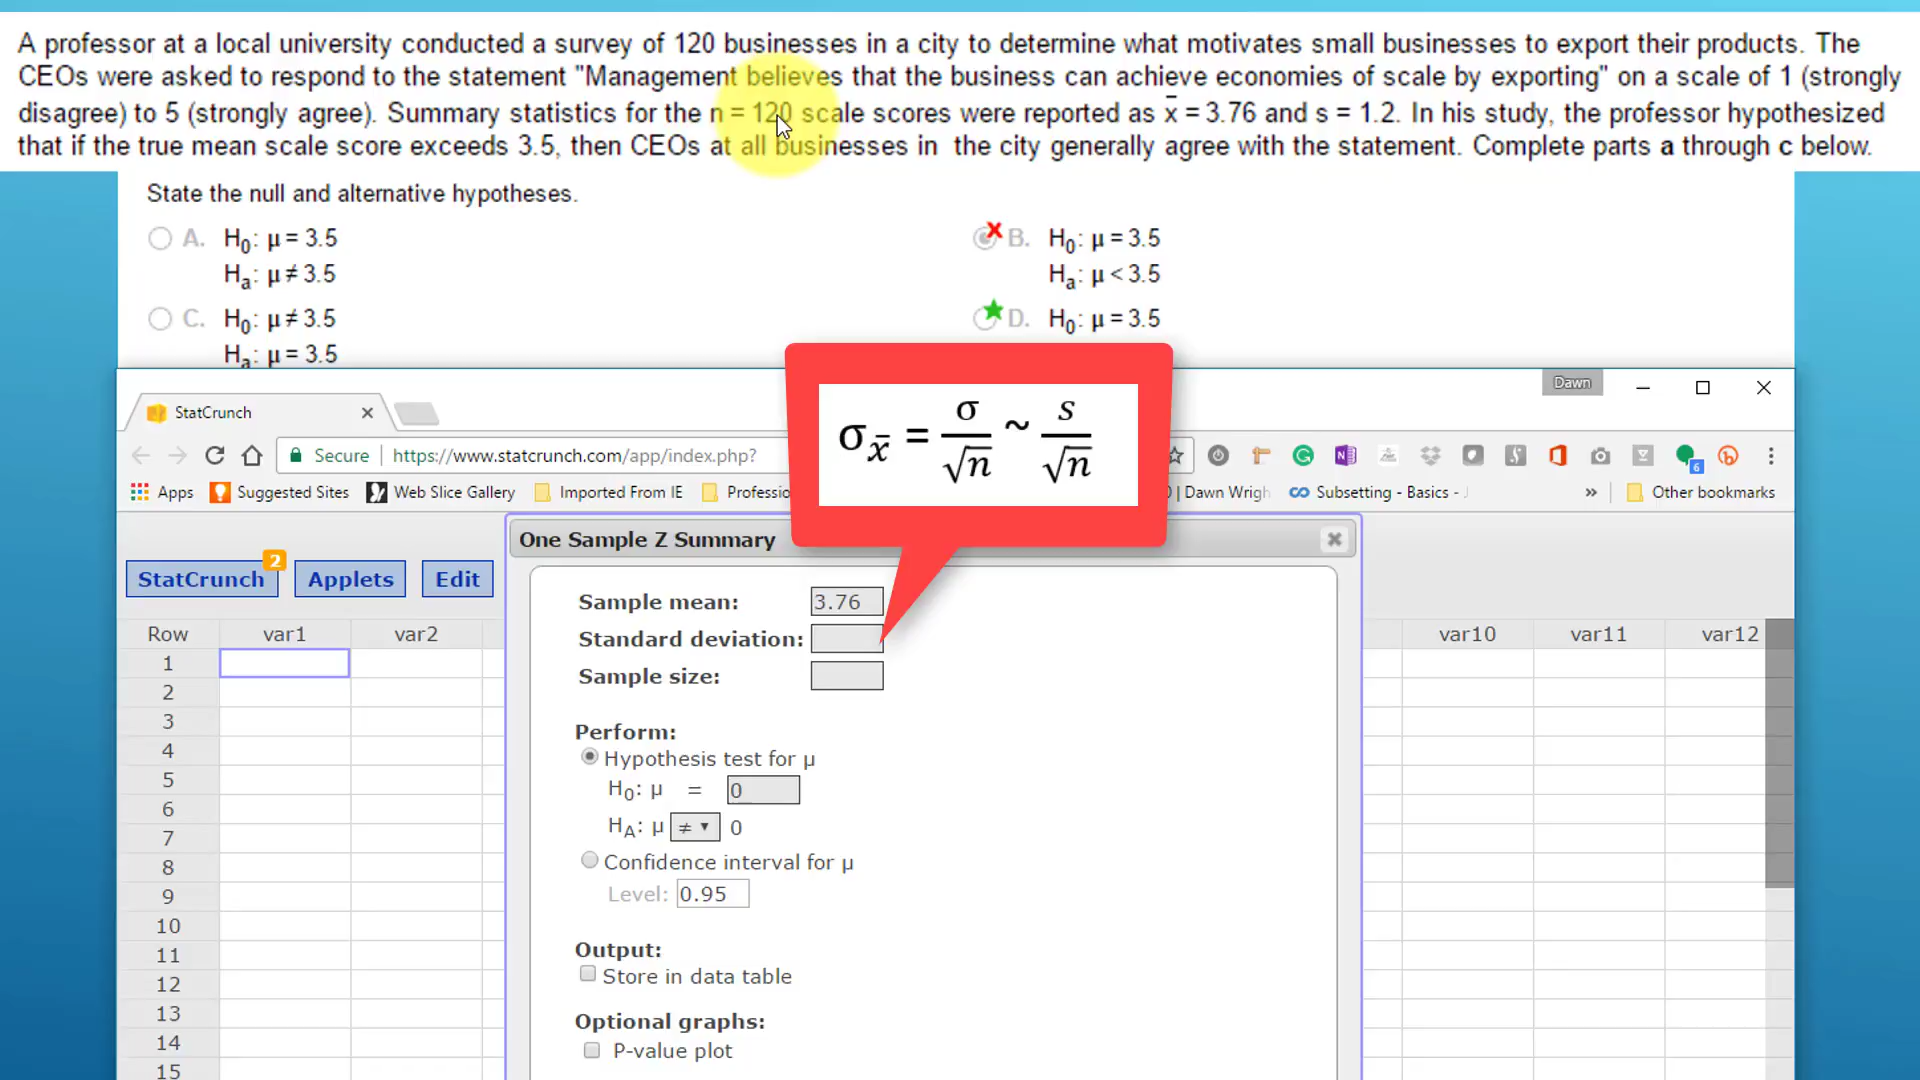 A professor at a local university conducted a survey of 120 businesses in a city to determine what motivates small businesses to export their products. The
CEOs were asked to respond to the statement "Management believes that the business can achieve economies of scale by exporting" on a scale of 1 (strongly
disagree) to 5 (strongly agree). Summary statistics for the n = 120 scale scores were reported as x̄ = 3.76 and s = 1.2. In his study, the professor hypothesized
that if the true mean scale score exceeds 3.5, then CEOs at all businesses in the city generally agree with the statement. Complete parts a through c below.
State the null and alternative hypotheses.
A. H0: μ = 3.5
Ha: μ ≠ 3.5
B. H0: μ = 3.5
Ha: μ < 3.5
C. H0: μ ≠ 3.5
Ha: μ = 3.5
D. H0: μ = 3.5
σx̄ = σ/√n ~ s/√n
Dawn
StatCrunch
Secure https://www.statcrunch.com/app/index.php?
6
Apps Suggested Sites Web Slice Gallery Imported From IE Professio
| Dawn Wrigh Subsetting - Basics - » Other bookmarks
One Sample Z Summary
StatCrunch 2 Applets Edit
Row var1 var2 var10 var11 var12
1
2
3
4
5
6
7
8
9
10
11
12
13
14
15
Sample mean: 3.76
Standard deviation:
Sample size:
Perform:
Hypothesis test for μ
H0: μ = 0
HA: μ ≠ 0
Confidence interval for μ
Level: 0.95
Output:
Store in data table
Optional graphs:
P-value plot